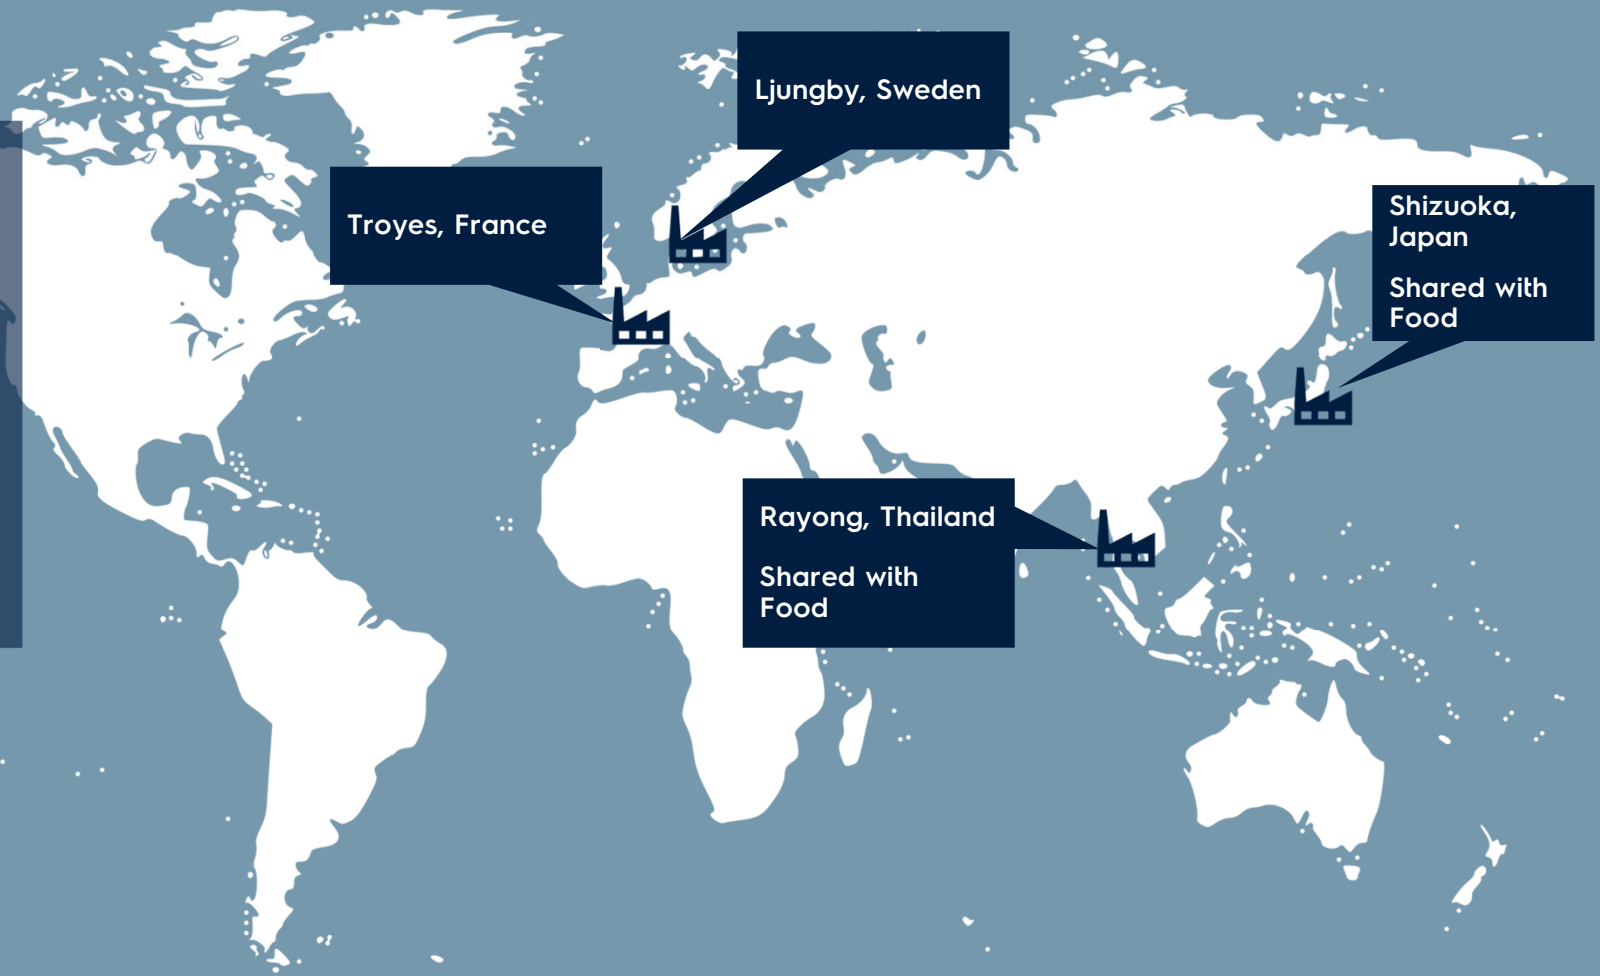 Ljungby, Sweden
Troyes, France
Shizuoka,
Japan
Shared with
Food
Rayong, Thailand
Shared with
Food